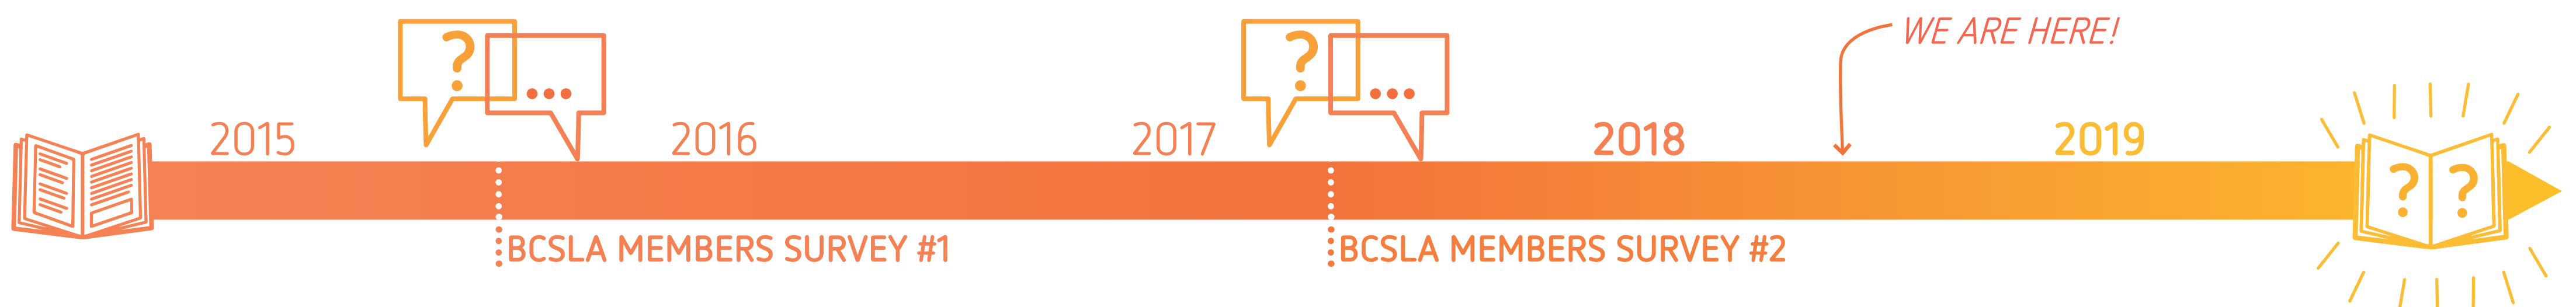 WE ARE HERE!
2015
2016
2017
2018
2019
BCSLA MEMBERS SURVEY #1
BCSLA MEMBERS SURVEY #2